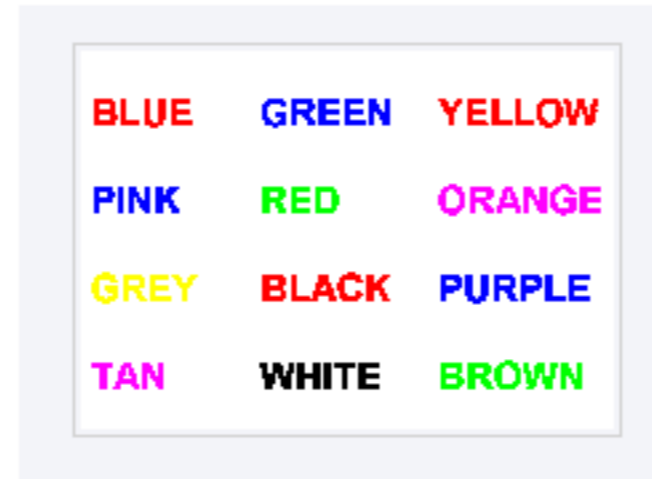 BLUE GREEN YELLOW
PINK RED ORANGE
GREY BLACK PURPLE
TAN WHITE BROWN